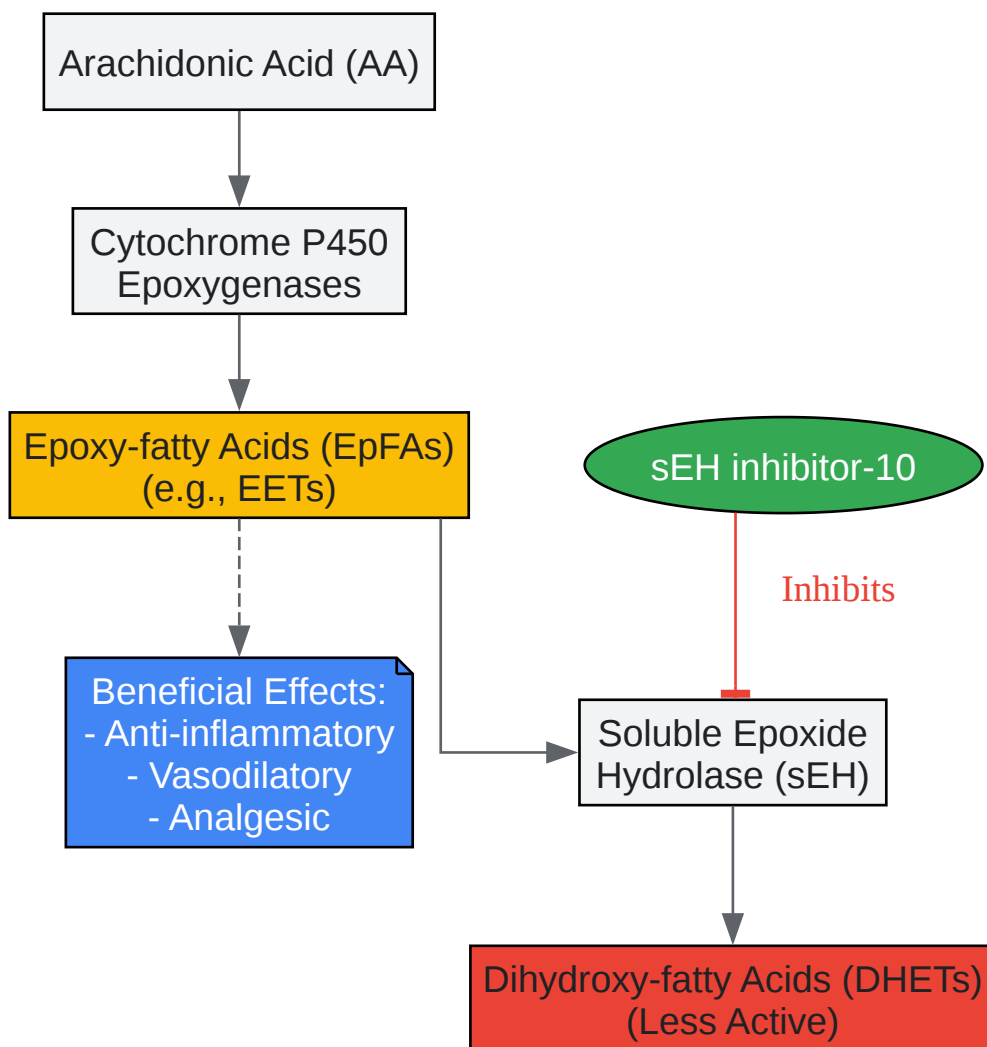 Arachidonic Acid (AA)
Cytochrome P450
Epoxygenases
Epoxy-fatty Acids (EpFAs)
(e.g., EETs)
sEH inhibitor-10
Inhibits
Beneficial Effects:
- Anti-inflammatory
- Vasodilatory
- Analgesic
Soluble Epoxide
Hydrolase (sEH)
Dihydroxy-fatty Acids (DHETs)
(Less Active)